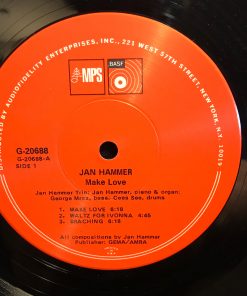 DISTRIBUTED BY AUDIOFIDELITY ENTERPRISES, INC., 221 WEST 57TH STREET, NEW YORK, N.Y. 10019
MPS
BASF
G-20688
G-20688-A
SIDE 1
JAN HAMMER
Make Love
Jan Hammer Trio; Jan Hammer, piano & organ;
George Mraz, bass, Cees See, drums
1. MAKE LOVE 6:18
2. WALTZ FOR IVONNA 4:45
3. BRACHING 6:15
All compositions by Jan Hammer
Publisher: GEMA/AMRA